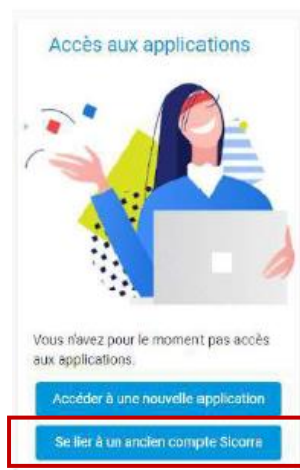 Accès aux applications
Vous n'avez pour le moment pas accès
aux applications.
Accéder à une nouvelle application
Se lier à un ancien compte Sicorra